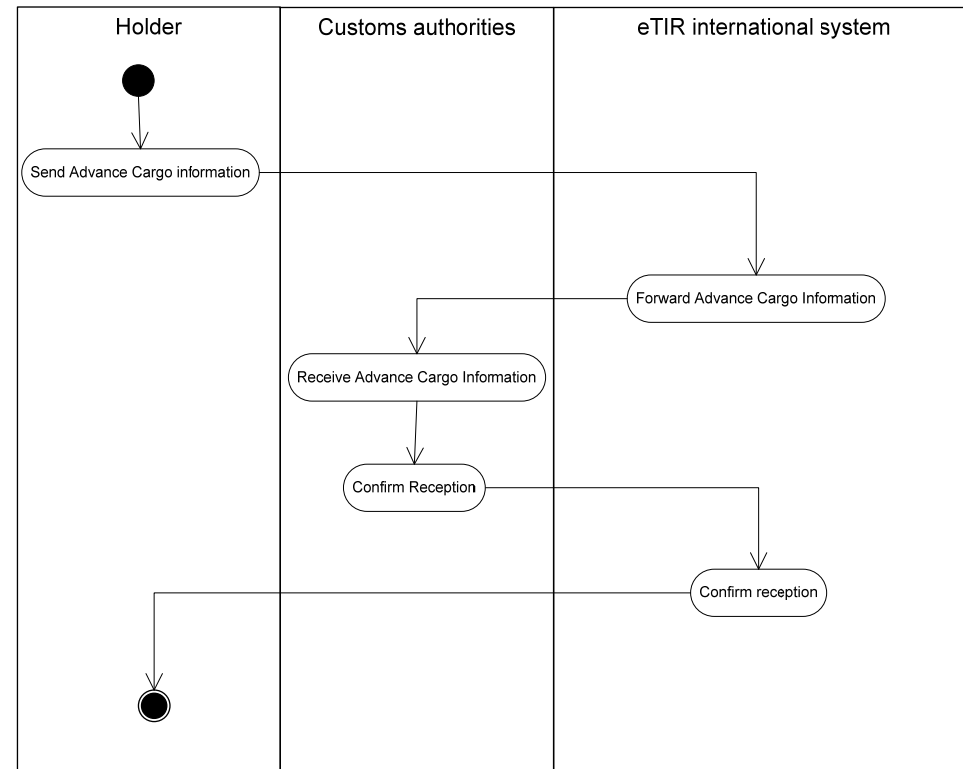 Holder
Customs authorities
eTIR international system
Send Advance Cargo information
Forward Advance Cargo Information
Receive Advance Cargo Information
Confirm Reception
Confirm reception